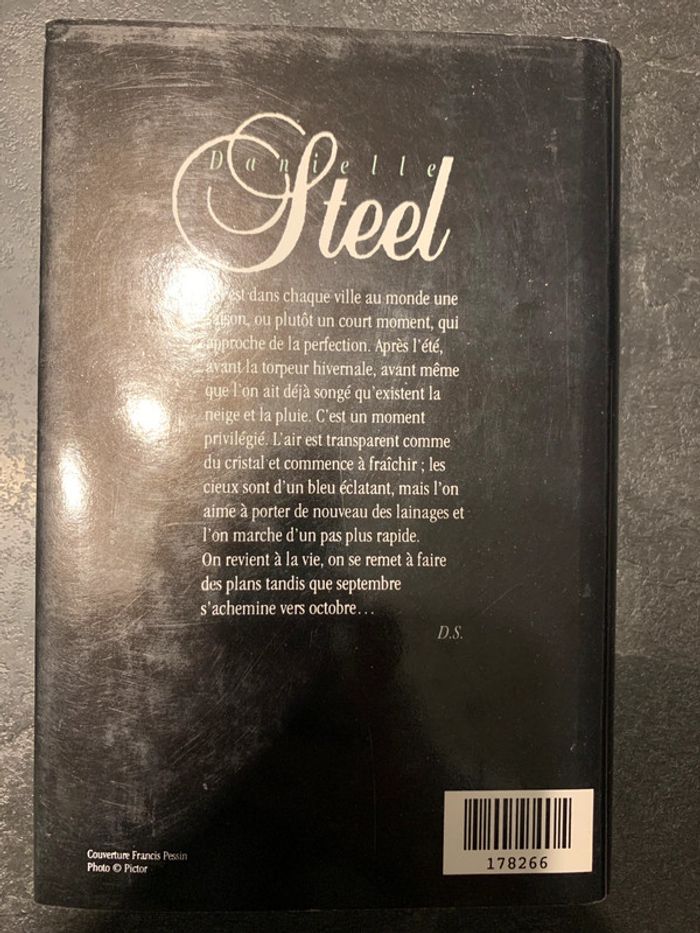 Danielle
Steel
est dans chaque ville au monde une
saison, ou plutôt un court moment, qui
approche de la perfection. Après l'été,
avant la torpeur hivernale, avant même
que l'on ait déjà songé qu'existent la
neige et la pluie. C'est un moment
privilégié. L'air est transparent comme
du cristal et commence à fraîchir ; les
cieux sont d'un bleu éclatant, mais l'on
aime à porter de nouveau des lainages et
l'on marche d'un pas plus rapide.
On revient à la vie, on se remet à faire
des plans tandis que septembre
s'achemine vers octobre…
D.S.
Couverture Francis Pessin
Photo © Pictor
178266